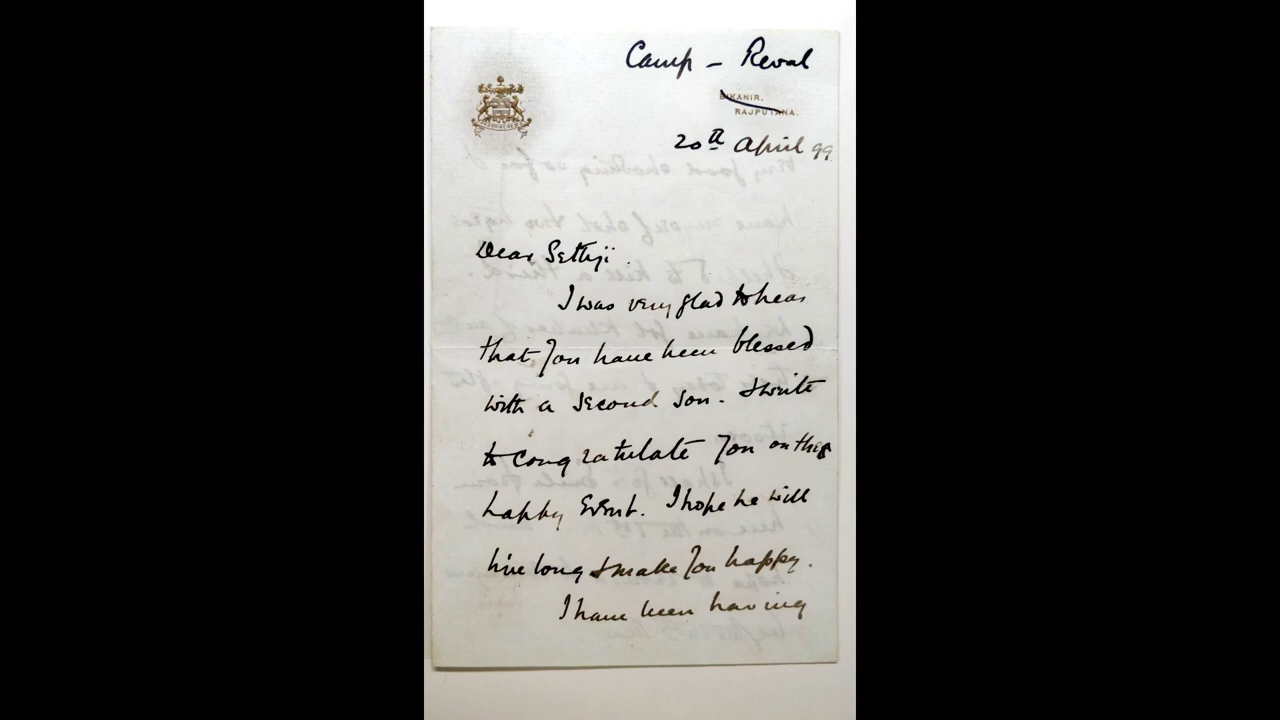 Camp - Reval
BIKANIR,
RAJPUTANA.
20th April 99
Dear Sethji.
I was very glad to hear
that you have been blessed
with a second son. I write
to congratulate you on this
happy Event. I hope he will
live long & make you happy.
I have been having